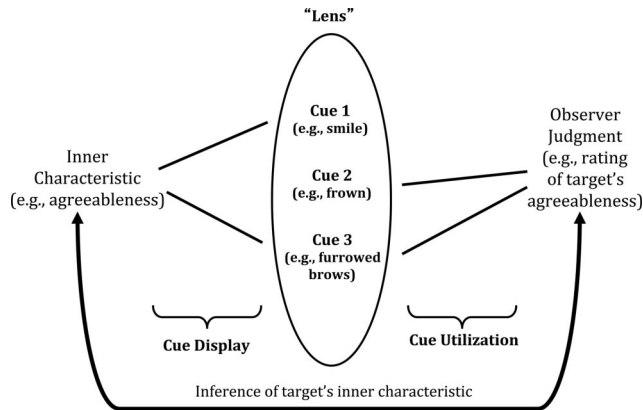 “Lens”
Cue 1
(e.g., smile)
Cue 2
(e.g., frown)
Cue 3
(e.g., furrowed
brows)
Inner
Characteristic
(e.g., agreeableness)
Observer
Judgment
(e.g., rating
of target’s
agreeableness)
Cue Display
Cue Utilization
Inference of target’s inner characteristic